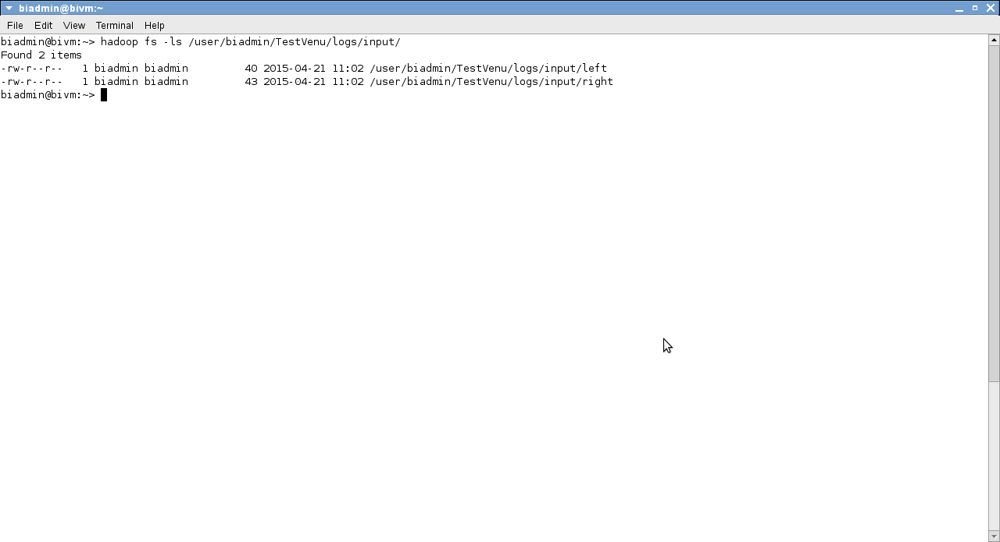 biadmin@bivm:~
File Edit View Terminal Help
biadmin@bivm:~> hadoop fs -ls /user/biadmin/TestVenu/logs/input/
Found 2 items
-rw-r--r--   1 biadmin biadmin         40 2015-04-21 11:02 /user/biadmin/TestVenu/logs/input/left
-rw-r--r--   1 biadmin biadmin         43 2015-04-21 11:02 /user/biadmin/TestVenu/logs/input/right
biadmin@bivm:~>